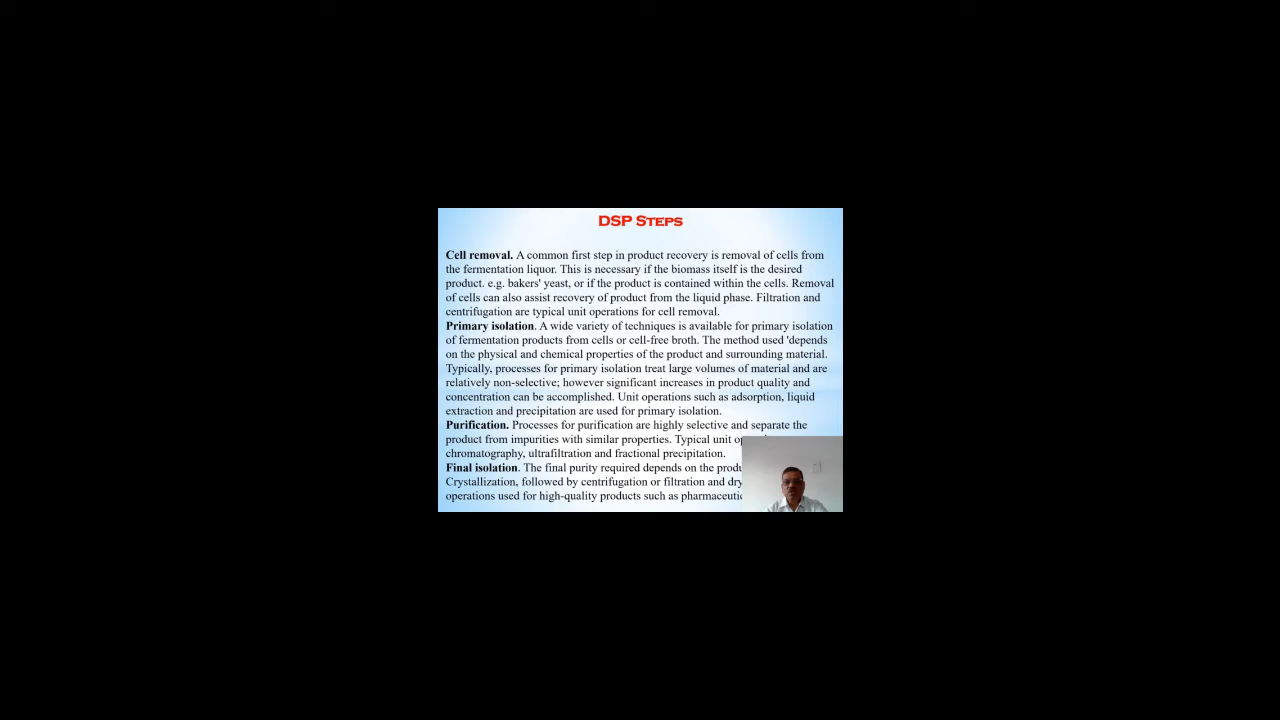 DSP Steps
Cell removal. A common first step in product recovery is removal of cells from
the fermentation liquor. This is necessary if the biomass itself is the desired
product. e.g. bakers' yeast, or if the product is contained within the cells. Removal
of cells can also assist recovery of product from the liquid phase. Filtration and
centrifugation are typical unit operations for cell removal.
Primary isolation. A wide variety of techniques is available for primary isolation
of fermentation products from cells or cell-free broth. The method used 'depends
on the physical and chemical properties of the product and surrounding material.
Typically, processes for primary isolation treat large volumes of material and are
relatively non-selective; however significant increases in product quality and
concentration can be accomplished. Unit operations such as adsorption, liquid
extraction and precipitation are used for primary isolation.
Purification. Processes for purification are highly selective and separate the
product from impurities with similar properties. Typical unit
chromatography, ultrafiltration and fractional precipitation.
Final isolation. The final purity required depends on the
Crystallization, followed by centrifugation or filtration and
operations used for high-quality products such as